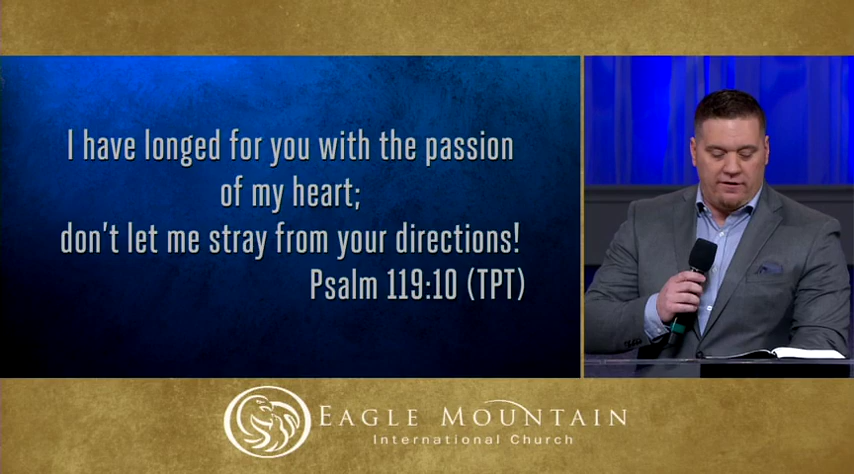 I have longed for you with the passion
of my heart;
don't let me stray from your directions!
Psalm 119:10 (TPT)
EAGLE MOUNTAIN
International Church